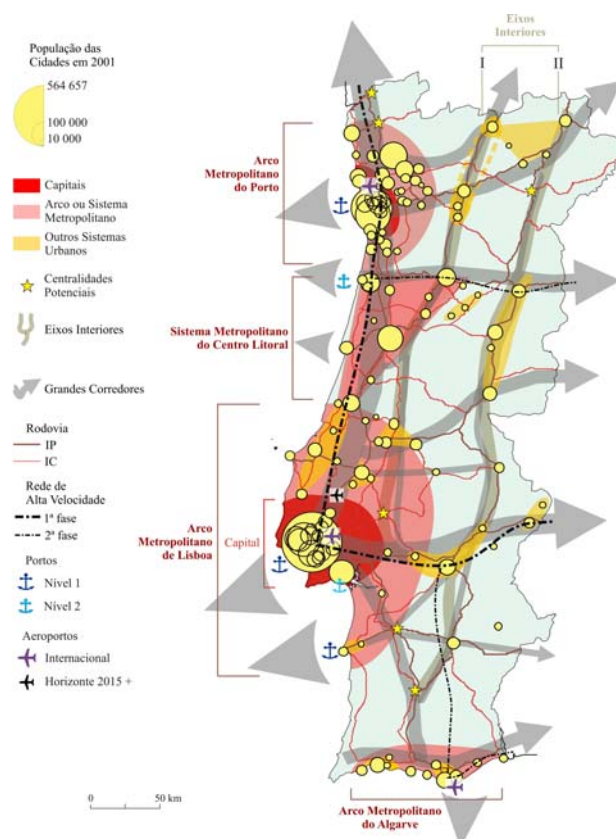 População das
Cidades em 2001
564 657
100 000
10 000
Capitais
Arco ou Sistema
Metropolitano
Outros Sistemas
Urbanos
Centralidades
Potenciais
Eixos Interiores
Grandes Corredores
Rodovia
IP
IC
Rede de
Alta Velocidade
1ª fase
2ª fase
Portos
Nível 1
Nível 2
Aeroportos
Internacional
Horizonte 2015 +
0
50 km
Eixos
Interiores
I
II
Arco
Metropolitano
do Porto
Sistema Metropolitano
do Centro Litoral
Arco
Metropolitano
de Lisboa
Capital
Arco Metropolitano
do Algarve